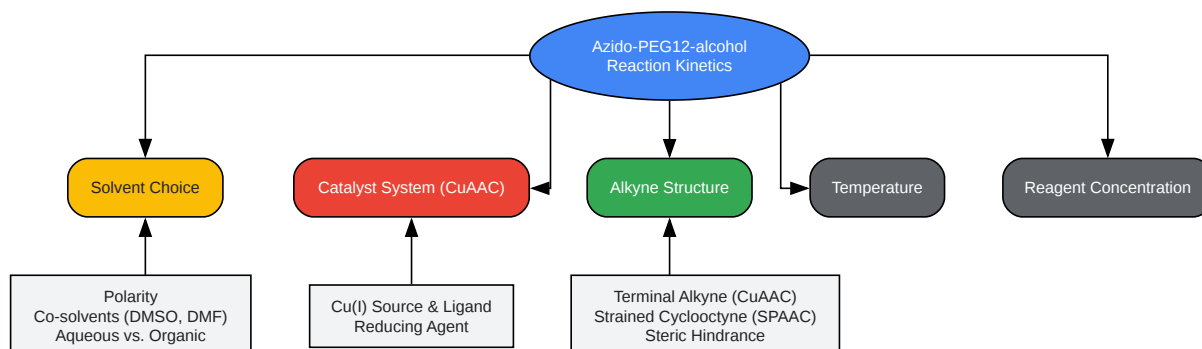 Azido-PEG12-alcohol
Reaction Kinetics
Solvent Choice
Catalyst System (CuAAC)
Alkyne Structure
Temperature
Reagent Concentration
Polarity
Co-solvents (DMSO, DMF)
Aqueous vs. Organic
Cu(I) Source & Ligand
Reducing Agent
Terminal Alkyne (CuAAC)
Strained Cyclooctyne (SPAAC)
Steric Hindrance